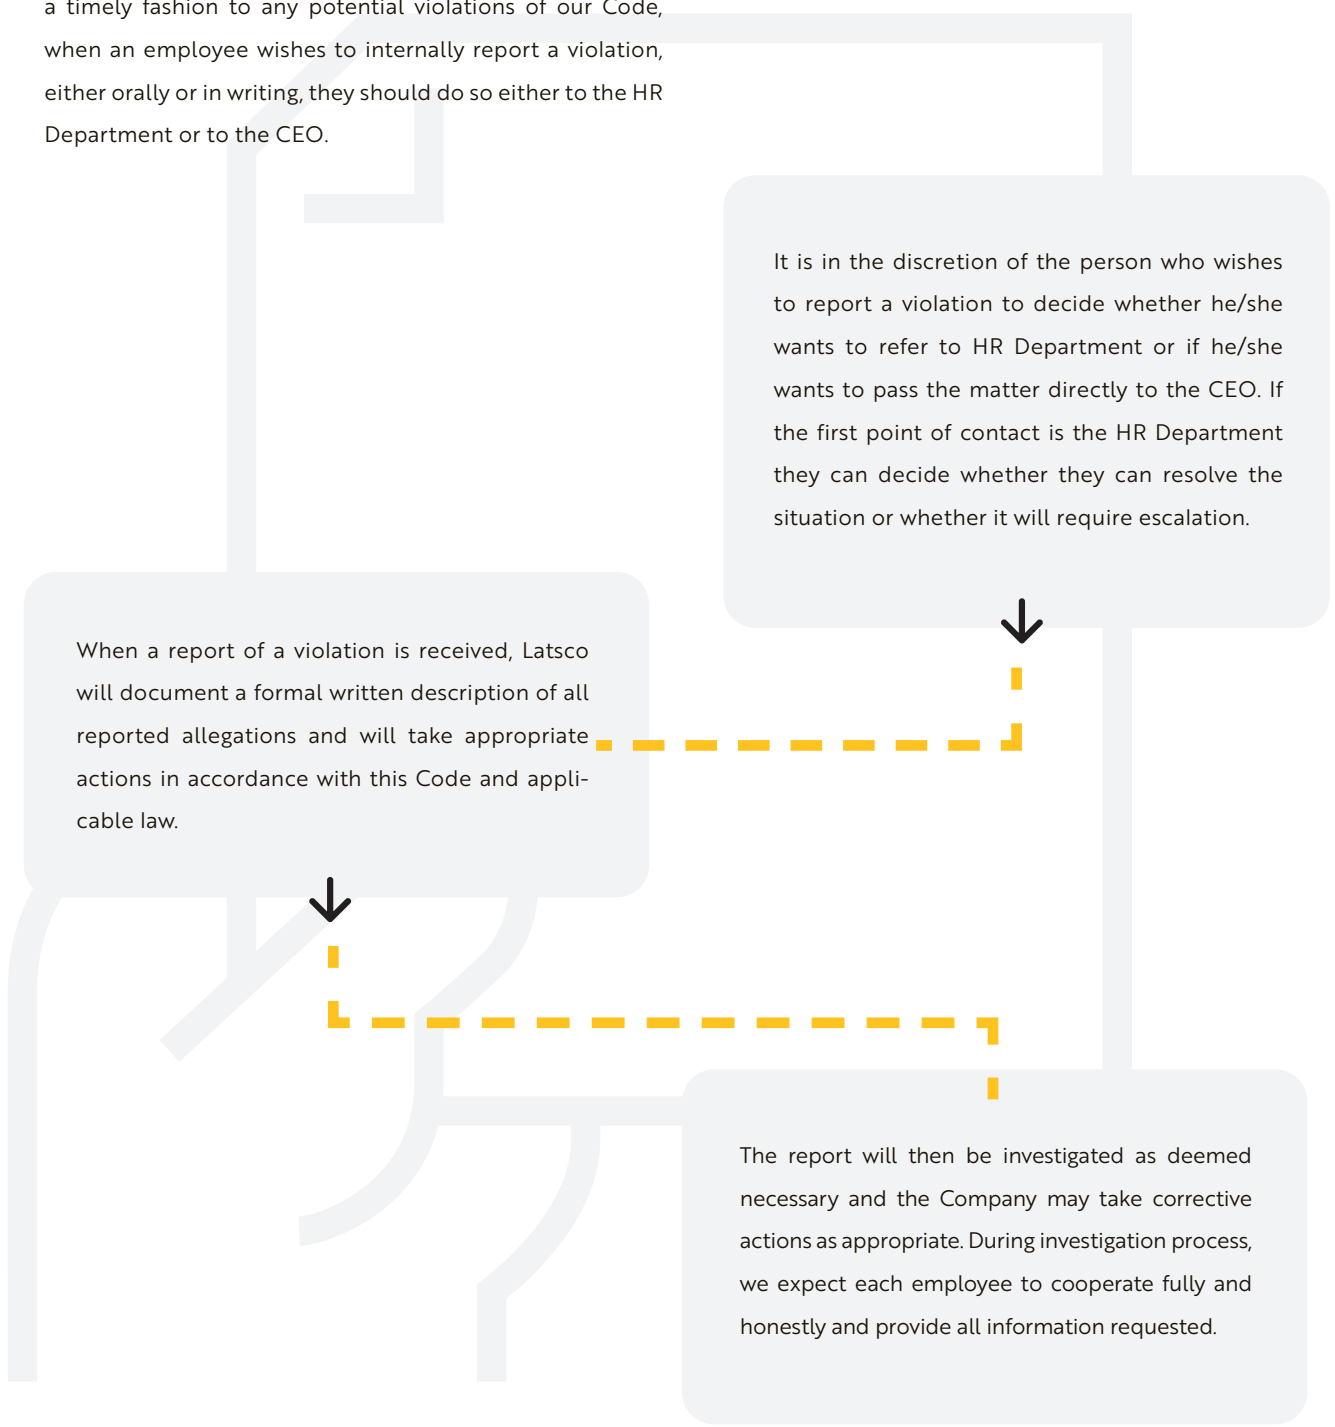 a timely fashion to any potential violations of our Code,
when an employee wishes to internally report a violation,
either orally or in writing, they should do so either to the HR
Department or to the CEO.
It is in the discretion of the person who wishes
to report a violation to decide whether he/she
wants to refer to HR Department or if he/she
wants to pass the matter directly to the CEO. If
the first point of contact is the HR Department
they can decide whether they can resolve the
situation or whether it will require escalation.
When a report of a violation is received, Latsco
will document a formal written description of all
reported allegations and will take appropriate
actions in accordance with this Code and appli-
cable law.
The report will then be investigated as deemed
necessary and the Company may take corrective
actions as appropriate. During investigation process,
we expect each employee to cooperate fully and
honestly and provide all information requested.